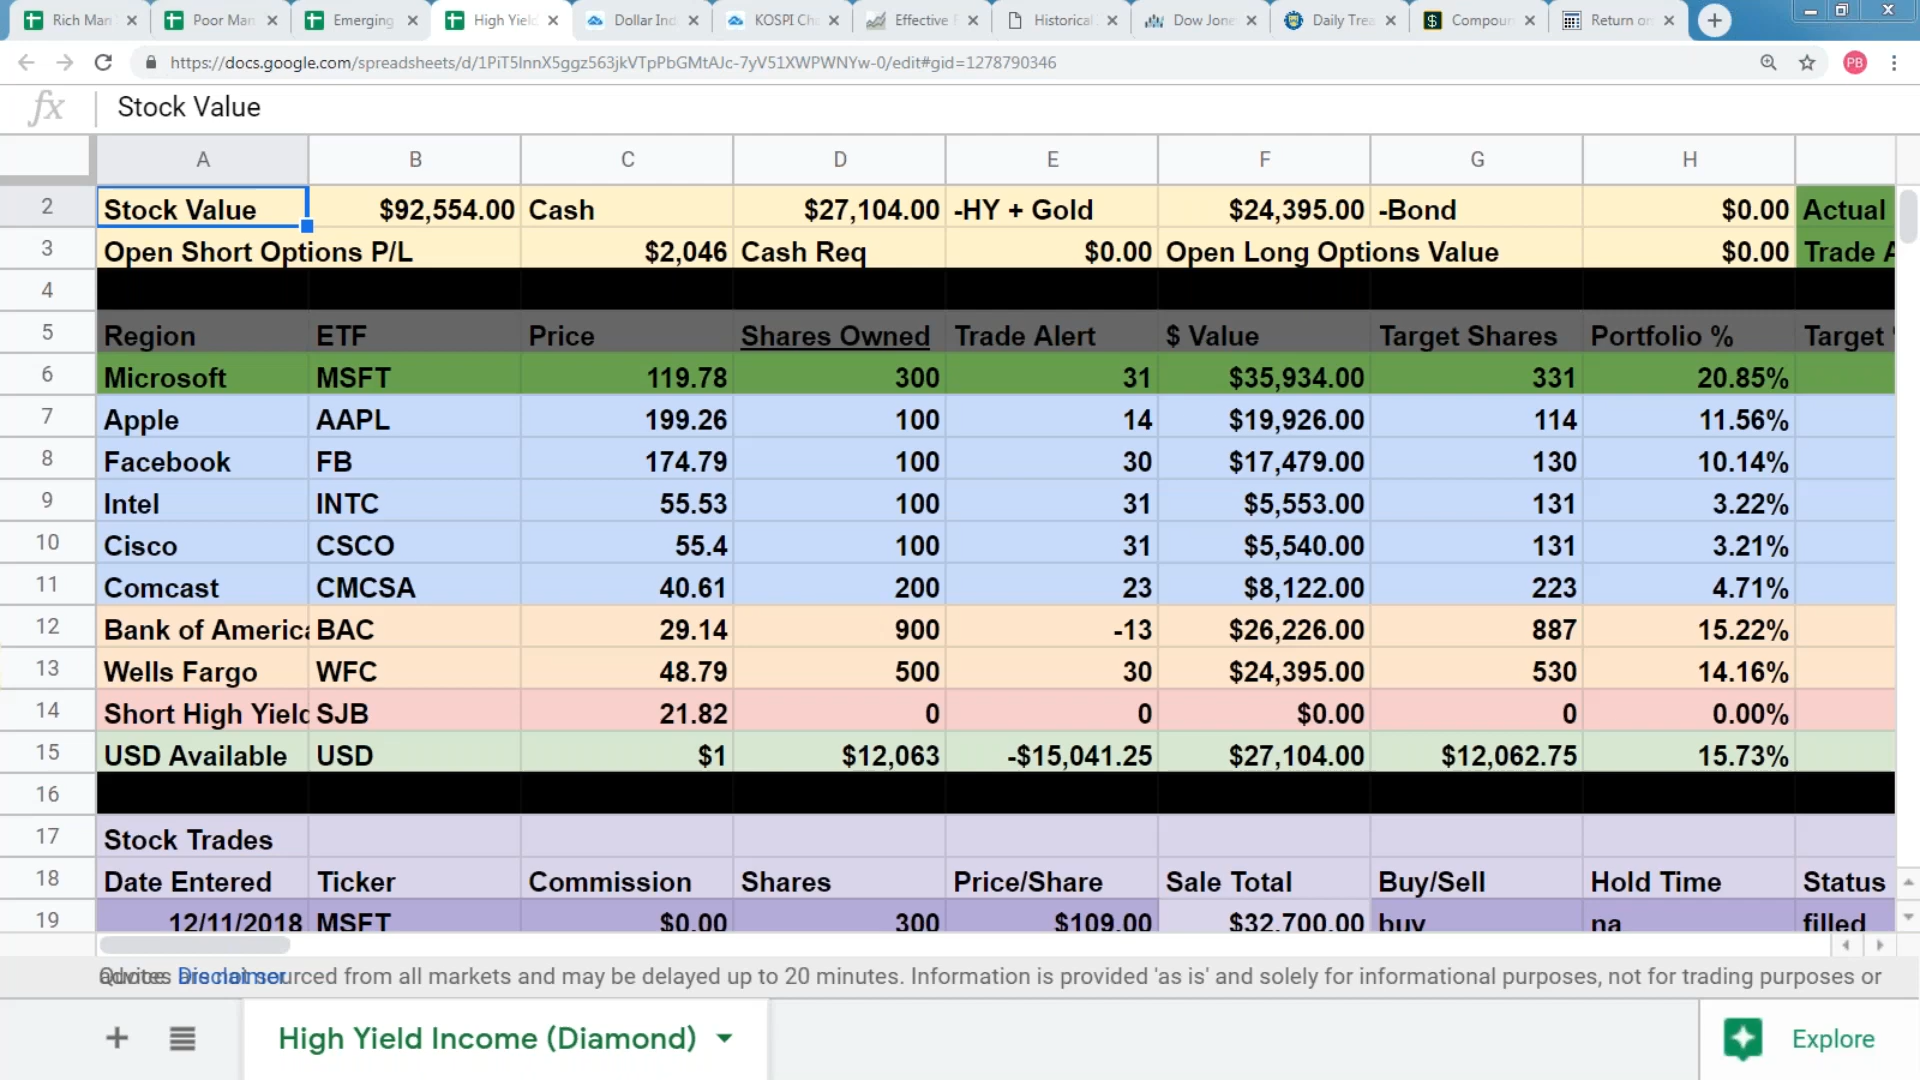 Rich Man Poor Man Emerging High Yield Dollar Ind KOSPI Ch Effective F Historical Dow Jone Daily Trea Compoun Return on
https://docs.google.com/spreadsheets/d/1PiT5lnnX5ggz563jkVTpPbGMtAJc-7yV51XWPWNYw-0/edit#gid=1278790346 PB
fx Stock Value
A B C D E F G H
2 Stock Value $92,554.00 Cash $27,104.00 -HY + Gold $24,395.00 -Bond $0.00 Actual
3 Open Short Options P/L $2,046 Cash Req $0.00 Open Long Options Value $0.00 Trade A
4
5 Region ETF Price Shares Owned Trade Alert $ Value Target Shares Portfolio % Target
6 Microsoft MSFT 119.78 300 31 $35,934.00 331 20.85%
7 Apple AAPL 199.26 100 14 $19,926.00 114 11.56%
8 Facebook FB 174.79 100 30 $17,479.00 130 10.14%
9 Intel INTC 55.53 100 31 $5,553.00 131 3.22%
10 Cisco CSCO 55.4 100 31 $5,540.00 131 3.21%
11 Comcast CMCSA 40.61 200 23 $8,122.00 223 4.71%
12 Bank of America BAC 29.14 900 -13 $26,226.00 887 15.22%
13 Wells Fargo WFC 48.79 500 30 $24,395.00 530 14.16%
14 Short High Yield SJB 21.82 0 0 $0.00 0 0.00%
15 USD Available USD $1 $12,063 -$15,041.25 $27,104.00 $12,062.75 15.73%
16
17 Stock Trades
18 Date Entered Ticker Commission Shares Price/Share Sale Total Buy/Sell Hold Time Status
19 12/11/2018 MSFT $0.00 300 $109.00 $32,700.00 buy na filled
Quotes are not sourced from all markets and may be delayed up to 20 minutes. Information is provided 'as is' and solely for informational purposes, not for trading purposes or
advice. Disclaimer
High Yield Income (Diamond) Explore